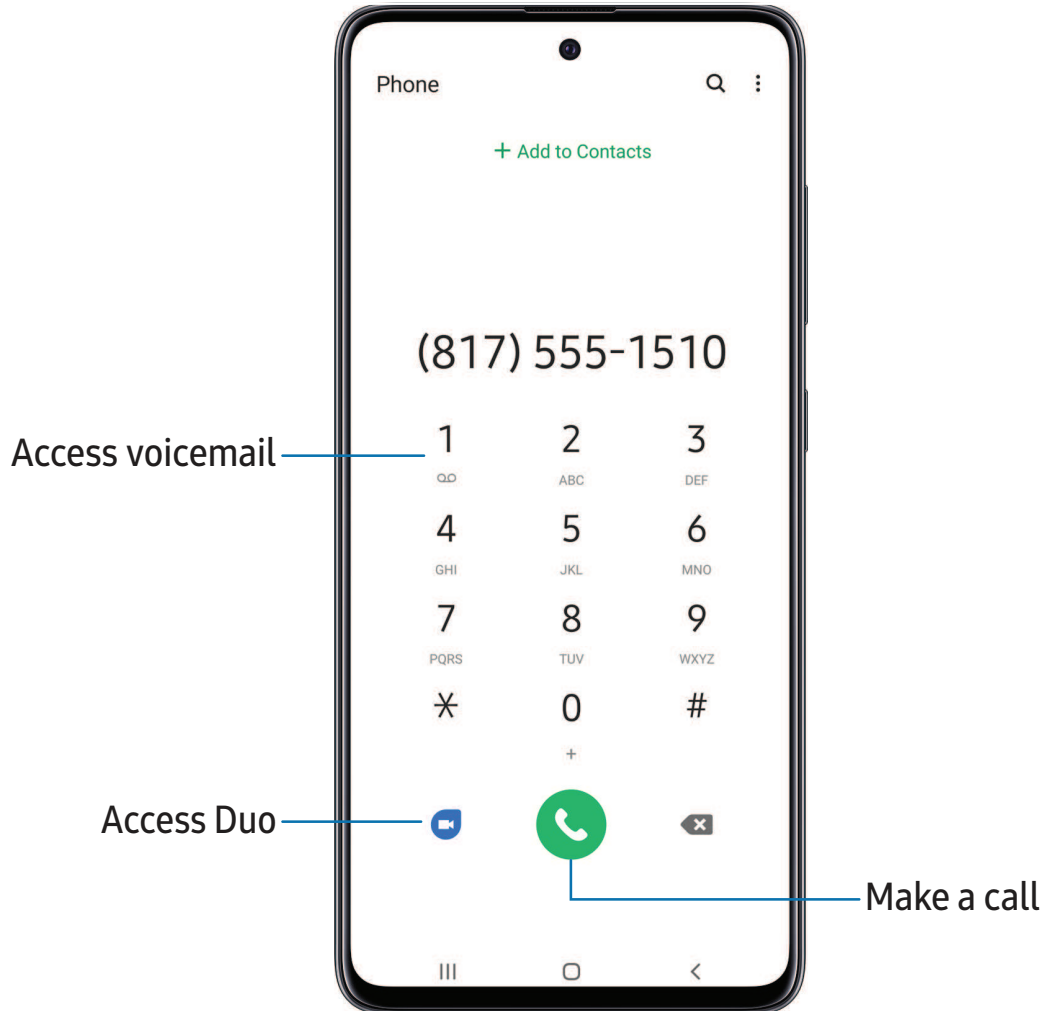 Phone
+ Add to Contacts
(817) 555-1510
Access voicemail
1 2 3
ABC DEF
4 5 6
GHI JKL MNO
7 8 9
PQRS TUV WXYZ
* 0 #
+
Access Duo
Make a call